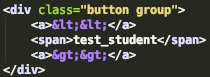 <div class="button group">
<a>&lt;&lt;</a>
<span>test_student</span>
<a>&gt;&gt;</a>
</div>